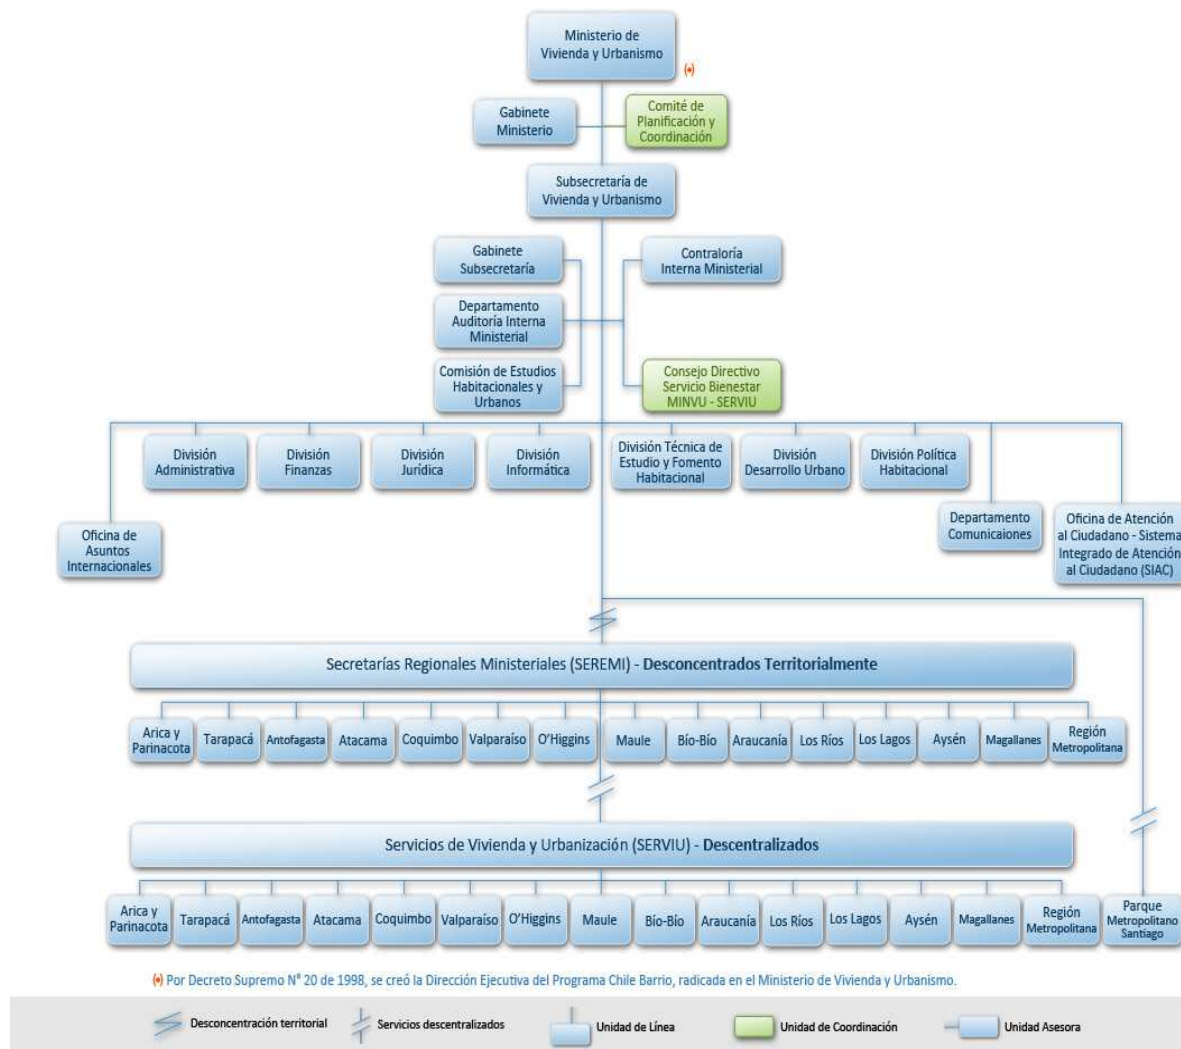 Ministerio de
Vivienda y Urbanismo
(•)
Gabinete
Ministerio
Comité de
Planificación y
Coordinación
Subsecretaría de
Vivienda y Urbanismo
Gabinete
Subsecretaría
Contraloría
Interna Ministerial
Departamento
Auditoría Interna
Ministerial
Comisión de Estudios
Habitacionales y
Urbanos
Consejo Directivo
Servicio Bienestar
MINVU - SERVIU
División
Administrativa
División
Finanzas
División
Jurídica
División
Informática
División Técnica de
Estudio y Fomento
Habitacional
División
Desarrollo Urbano
División Política
Habitacional
Oficina de
Asuntos
Internacionales
Departamento
Comunicaiones
Oficina de Atención
al Ciudadano - Sistema
Integrado de Atención
al Ciudadano (SIAC)
Secretarías Regionales Ministeriales (SEREMI) - Desconcentrados Territorialmente
Arica y
Parinacota
Tarapacá
Antofagasta
Atacama
Coquimbo
Valparaíso
O'Higgins
Maule
Bío-Bío
Araucanía
Los Ríos
Los Lagos
Aysén
Magallanes
Región
Metropolitana
Servicios de Vivienda y Urbanización (SERVIU) - Descentralizados
Arica y
Parinacota
Tarapacá
Antofagasta
Atacama
Coquimbo
Valparaíso
O'Higgins
Maule
Bío-Bío
Araucanía
Los Ríos
Los Lagos
Aysén
Magallanes
Región
Metropolitana
Parque
Metropolitano
Santiago
(•) Por Decreto Supremo N° 20 de 1998, se creó la Dirección Ejecutiva del Programa Chile Barrio, radicada en el Ministerio de Vivienda y Urbanismo.
Desconcentración territorial
Servicios descentralizados
Unidad de Línea
Unidad de Coordinación
Unidad Asesora